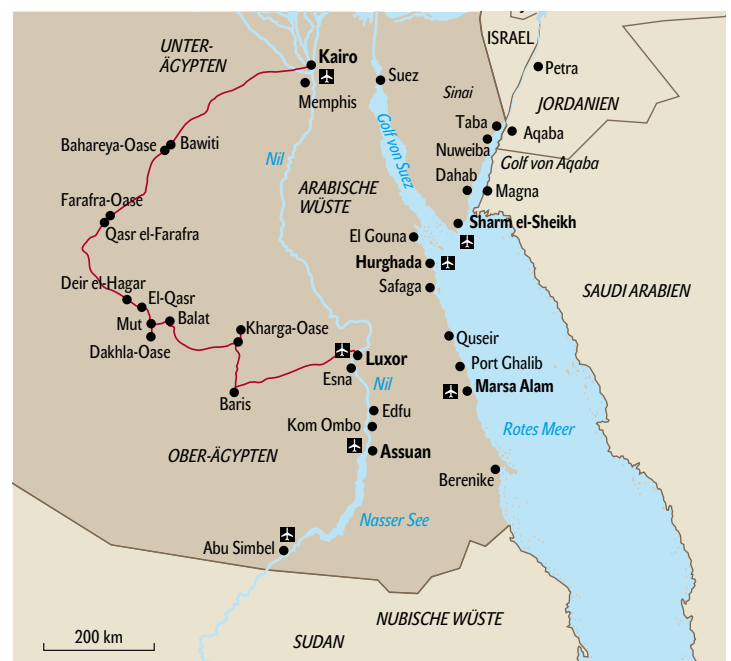 ISRAEL
UNTER-
ÄGYPTEN
Kairo
Suez
Petra
Sinai
Memphis
JORDANIEN
Taba
Aqaba
Bahareya-Oase
Bawiti
Nil
Golf von Suez
Nuweiba
Golf von Aqaba
Dahab
Magna
ARABISCHE
WÜSTE
Farafra-Oase
Qasr el-Farafra
Sharm el-Sheikh
El Gouna
Hurghada
Safaga
SAUDI ARABIEN
Deir el-Hagar
El-Qasr
Mut
Balat
Dakhla-Oase
Kharga-Oase
Quseir
Luxor
Port Ghalib
Esna
Nil
Marsa Alam
Baris
Edfu
Kom Ombo
Rotes Meer
OBER-ÄGYPTEN
Assuan
Berenike
Nasser See
Abu Simbel
NUBISCHE WÜSTE
200 km
SUDAN